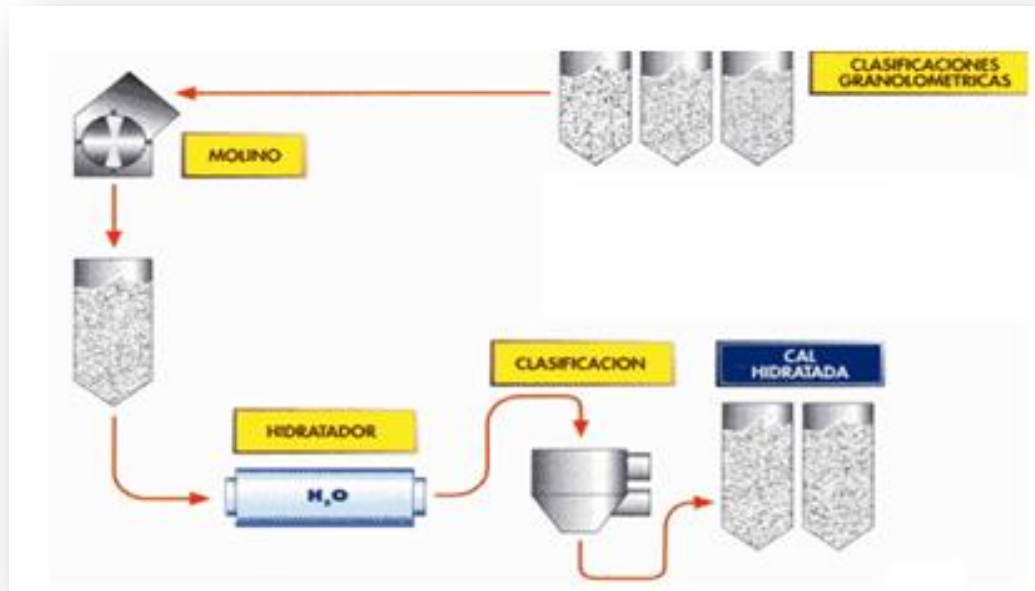 CLASIFICACIONES
GRANOLOMETRICAS
MOLINO
CLASIFICACION
CAL
HIDRATADA
HIDRATADOR
H₂O